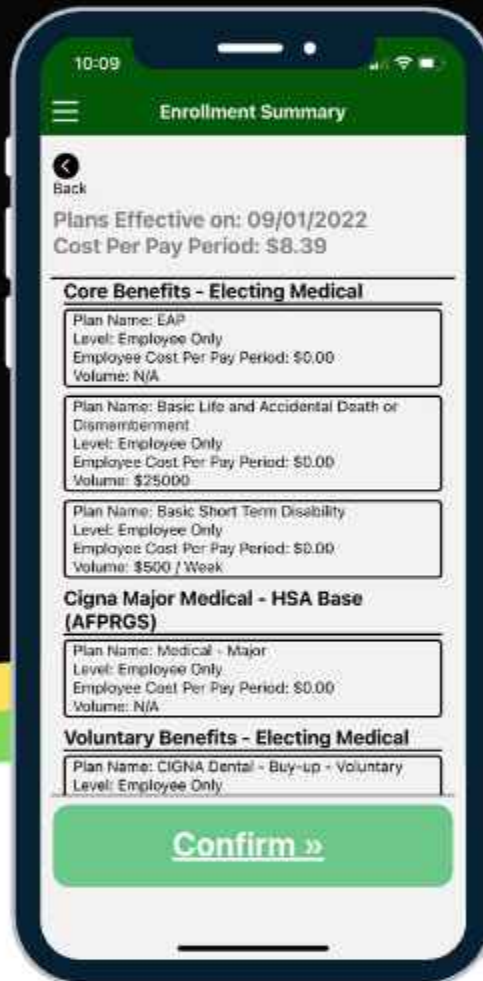 10:09
Enrollment Summary
Back
Plans Effective on: 09/01/2022
Cost Per Pay Period: $8.39
Core Benefits - Electing Medical
Plan Name: EAP
Level: Employee Only
Employee Cost Per Pay Period: $0.00
Volume: N/A
Plan Name: Basic Life and Accidental Death or
Dismemberment
Level: Employee Only
Employee Cost Per Pay Period: $0.00
Volume: $25000
Plan Name: Basic Short Term Disability
Level: Employee Only
Employee Cost Per Pay Period: $0.00
Volume: $500 / Week
Cigna Major Medical - HSA Base
(AFPRGS)
Plan Name: Medical - Major
Level: Employee Only
Employee Cost Per Pay Period: $0.00
Volume: N/A
Voluntary Benefits - Electing Medical
Plan Name: CIGNA Dental - Buy-up - Voluntary
Level: Employee Only
Confirm »